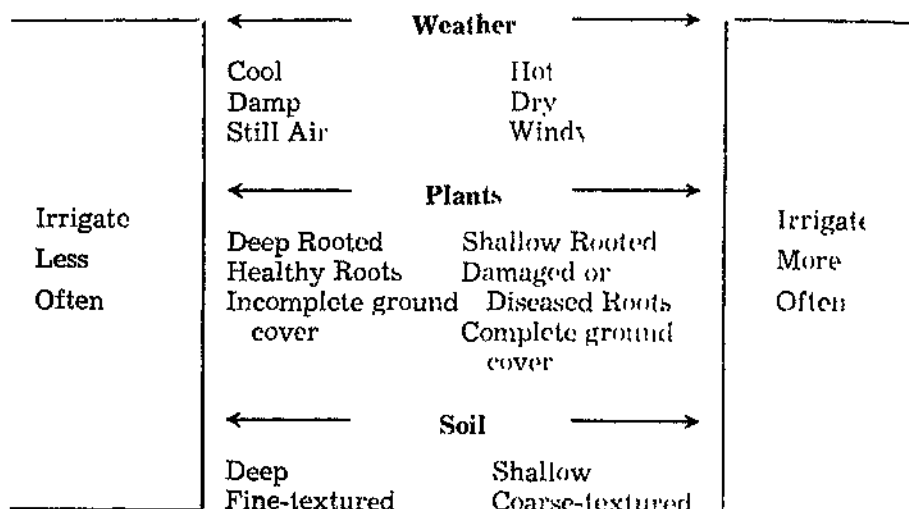 Weather
Cool Hot
Damp Dry
Still Air Windy
Plants
Irrigate
Less
Often
Deep Rooted Shallow Rooted
Healthy Roots Damaged or
Incomplete ground Diseased Roots
cover Complete ground
cover
Irrigate
More
Often
Soil
Deep Shallow
Fine-textured Coarse-textured